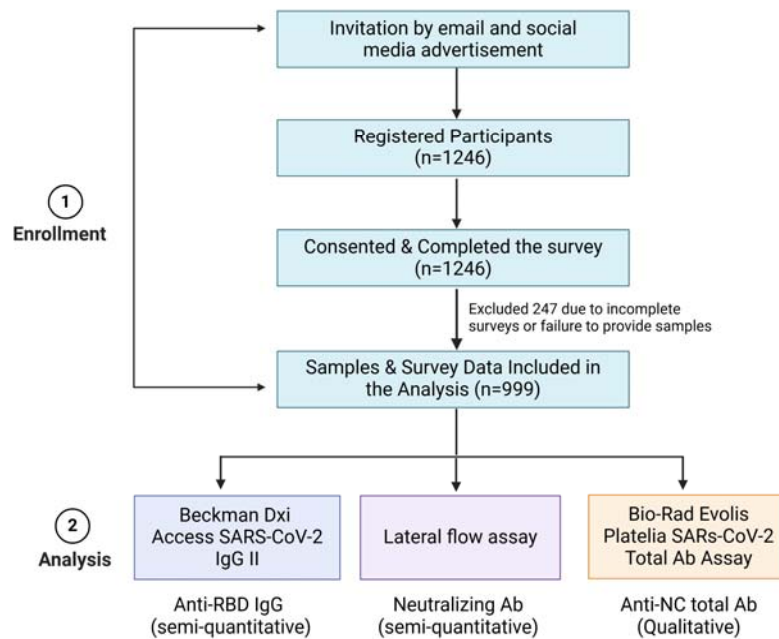 Invitation by email and social
media advertisement
Registered Participants
(n=1246)
1
Enrollment
Consented & Completed the survey
(n=1246)
Excluded 247 due to incomplete
surveys or failure to provide samples
Samples & Survey Data Included in
the Analysis (n=999)
2
Analysis
Beckman Dxi
Access SARS-CoV-2
IgG II
Lateral flow assay
Bio-Rad Evolis
Platelia SARs-CoV-2
Total Ab Assay
Anti-RBD IgG
(semi-quantitative)
Neutralizing Ab
(semi-quantitative)
Anti-NC total Ab
(Qualitative)